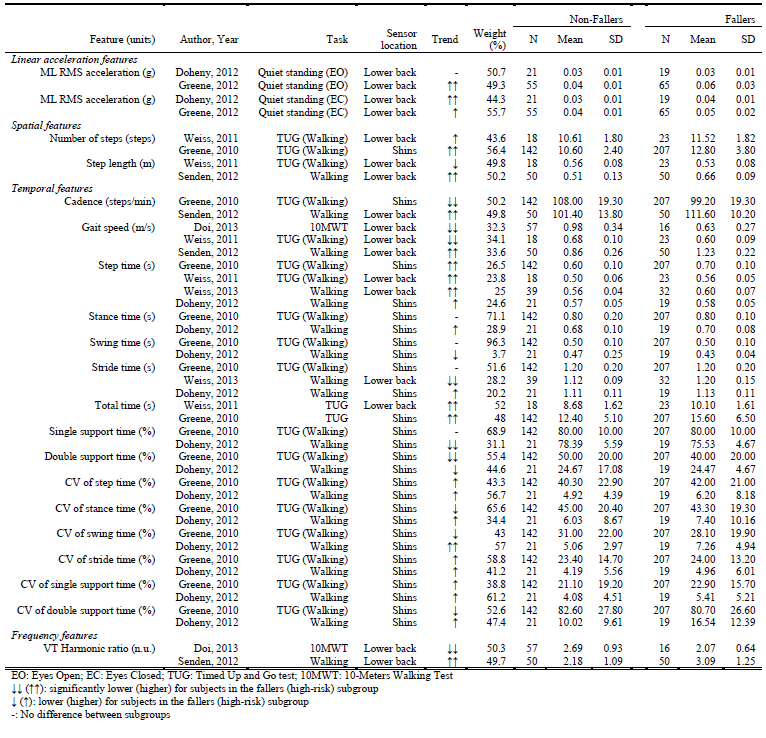 Non-Fallers Fallers
Feature (units) Author, Year Task Sensor location Trend Weight (%) N Mean SD N Mean SD
Linear acceleration features
ML RMS acceleration (g) Doheny, 2012 Quiet standing (EO) Lower back - 50.7 21 0.03 0.01 19 0.03 0.01
Greene, 2012 Quiet standing (EO) Lower back ↑↑ 49.3 55 0.04 0.01 65 0.06 0.03
ML RMS acceleration (g) Doheny, 2012 Quiet standing (EC) Lower back ↑↑ 44.3 21 0.03 0.01 19 0.04 0.01
Greene, 2012 Quiet standing (EC) Lower back ↑ 55.7 55 0.04 0.01 65 0.05 0.02
Spatial features
Number of steps (steps) Weiss, 2011 TUG (Walking) Lower back ↑ 43.6 18 10.61 1.80 23 11.52 1.82
Greene, 2010 TUG (Walking) Shins ↑↑ 56.4 142 10.60 2.40 207 12.80 3.80
Step length (m) Weiss, 2011 TUG (Walking) Lower back ↓ 49.8 18 0.56 0.08 23 0.53 0.08
Senden, 2012 Walking Lower back ↑↑ 50.2 50 0.51 0.13 50 0.66 0.09
Temporal features
Cadence (steps/min) Greene, 2010 TUG (Walking) Shins ↓↓ 50.2 142 108.00 19.30 207 99.20 19.30
Senden, 2012 Walking Lower back ↑↑ 49.8 50 101.40 13.80 50 111.60 10.20
Gait speed (m/s) Doi, 2013 10MWT Lower back ↓↓ 32.3 57 0.98 0.34 16 0.63 0.27
Weiss, 2011 TUG (Walking) Lower back ↓↓ 34.1 18 0.68 0.10 23 0.60 0.09
Senden, 2012 Walking Lower back ↑↑ 33.6 50 0.86 0.26 50 1.23 0.22
Step time (s) Greene, 2010 TUG (Walking) Shins ↑↑ 26.5 142 0.60 0.10 207 0.70 0.10
Weiss, 2011 TUG (Walking) Lower back ↑↑ 23.8 18 0.50 0.06 23 0.56 0.05
Weiss, 2013 Walking Lower back ↑↑ 25 39 0.56 0.04 32 0.60 0.07
Doheny, 2012 Walking Shins ↑ 24.6 21 0.57 0.05 19 0.58 0.05
Stance time (s) Greene, 2010 TUG (Walking) Shins - 71.1 142 0.80 0.20 207 0.80 0.10
Doheny, 2012 Walking Shins ↑ 28.9 21 0.68 0.10 19 0.70 0.08
Swing time (s) Greene, 2010 TUG (Walking) Shins - 96.3 142 0.50 0.10 207 0.50 0.10
Doheny, 2012 Walking Shins ↓ 3.7 21 0.47 0.25 19 0.43 0.04
Stride time (s) Greene, 2010 TUG (Walking) Shins - 51.6 142 1.20 0.20 207 1.20 0.20
Weiss, 2013 Walking Lower back ↓↓ 28.2 39 1.12 0.09 32 1.20 0.15
Doheny, 2012 Walking Shins ↑ 20.2 21 1.11 0.11 19 1.13 0.11
Total time (s) Weiss, 2011 TUG Lower back ↑↑ 52 18 8.68 1.62 23 10.10 1.61
Greene, 2010 TUG Shins ↑↑ 48 142 12.40 5.10 207 15.60 6.50
Single support time (%) Greene, 2010 TUG (Walking) Shins - 68.9 142 80.00 10.00 207 80.00 10.00
Doheny, 2012 Walking Shins ↓↓ 31.1 21 78.39 5.59 19 75.53 4.67
Double support time (%) Greene, 2010 TUG (Walking) Shins ↓↓ 55.4 142 50.00 20.00 207 40.00 20.00
Doheny, 2012 Walking Shins ↓ 44.6 21 24.67 17.08 19 24.47 4.67
CV of step time (%) Greene, 2010 TUG (Walking) Shins ↑ 43.3 142 40.30 22.90 207 42.00 21.00
Doheny, 2012 Walking Shins ↑ 56.7 21 4.92 4.39 19 6.20 8.18
CV of stance time (%) Greene, 2010 TUG (Walking) Shins ↓ 65.6 142 45.00 20.40 207 43.30 19.30
Doheny, 2012 Walking Shins ↑ 34.4 21 6.03 8.67 19 7.40 10.16
CV of swing time (%) Greene, 2010 TUG (Walking) Shins ↓ 43 142 31.00 22.00 207 28.10 19.90
Doheny, 2012 Walking Shins ↑↑ 57 21 5.06 2.97 19 7.26 4.94
CV of stride time (%) Greene, 2010 TUG (Walking) Shins ↑ 58.8 142 23.40 14.70 207 24.00 13.20
Doheny, 2012 Walking Shins ↑ 41.2 21 4.19 5.56 19 4.96 6.01
CV of single support time (%) Greene, 2010 TUG (Walking) Shins ↑ 38.8 142 21.10 19.20 207 22.90 15.70
Doheny, 2012 Walking Shins ↑ 61.2 21 4.08 4.51 19 5.41 5.21
CV of double support time (%) Greene, 2010 TUG (Walking) Shins ↓ 52.6 142 82.60 27.80 207 80.70 26.60
Doheny, 2012 Walking Shins ↑ 47.4 21 10.02 9.61 19 16.54 12.39
Frequency features
VT Harmonic ratio (n.u.) Doi, 2013 10MWT Lower back ↓↓ 50.3 57 2.69 0.93 16 2.07 0.64
Senden, 2012 Walking Lower back ↑↑ 49.7 50 2.18 1.09 50 3.09 1.25
EO: Eyes Open; EC: Eyes Closed; TUG: Timed Up and Go test; 10MWT: 10-Meters Walking Test
↓↓ (↑↑): significantly lower (higher) for subjects in the fallers (high-risk) subgroup
↓ (↑): lower (higher) for subjects in the fallers (high-risk) subgroup
-: No difference between subgroups